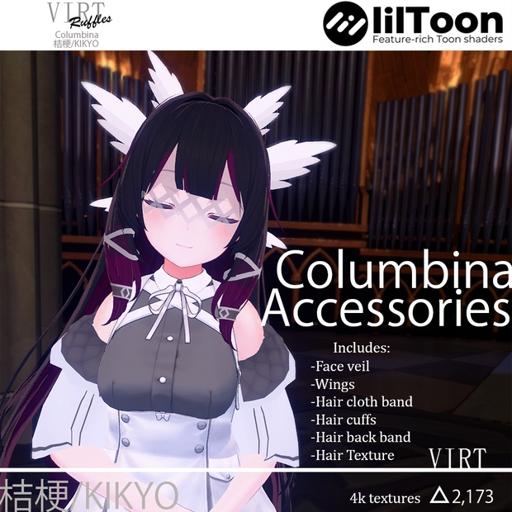 VIRT
Ruffles
Columbina
桔梗/KIKYO
lilToon
Feature-rich Toon shaders
Columbina
Accessories
Includes:
-Face veil
-Wings
-Hair cloth band
-Hair cuffs
-Hair back band
-Hair Texture
VIRT
桔梗/KIKYO
4k textures △2,173